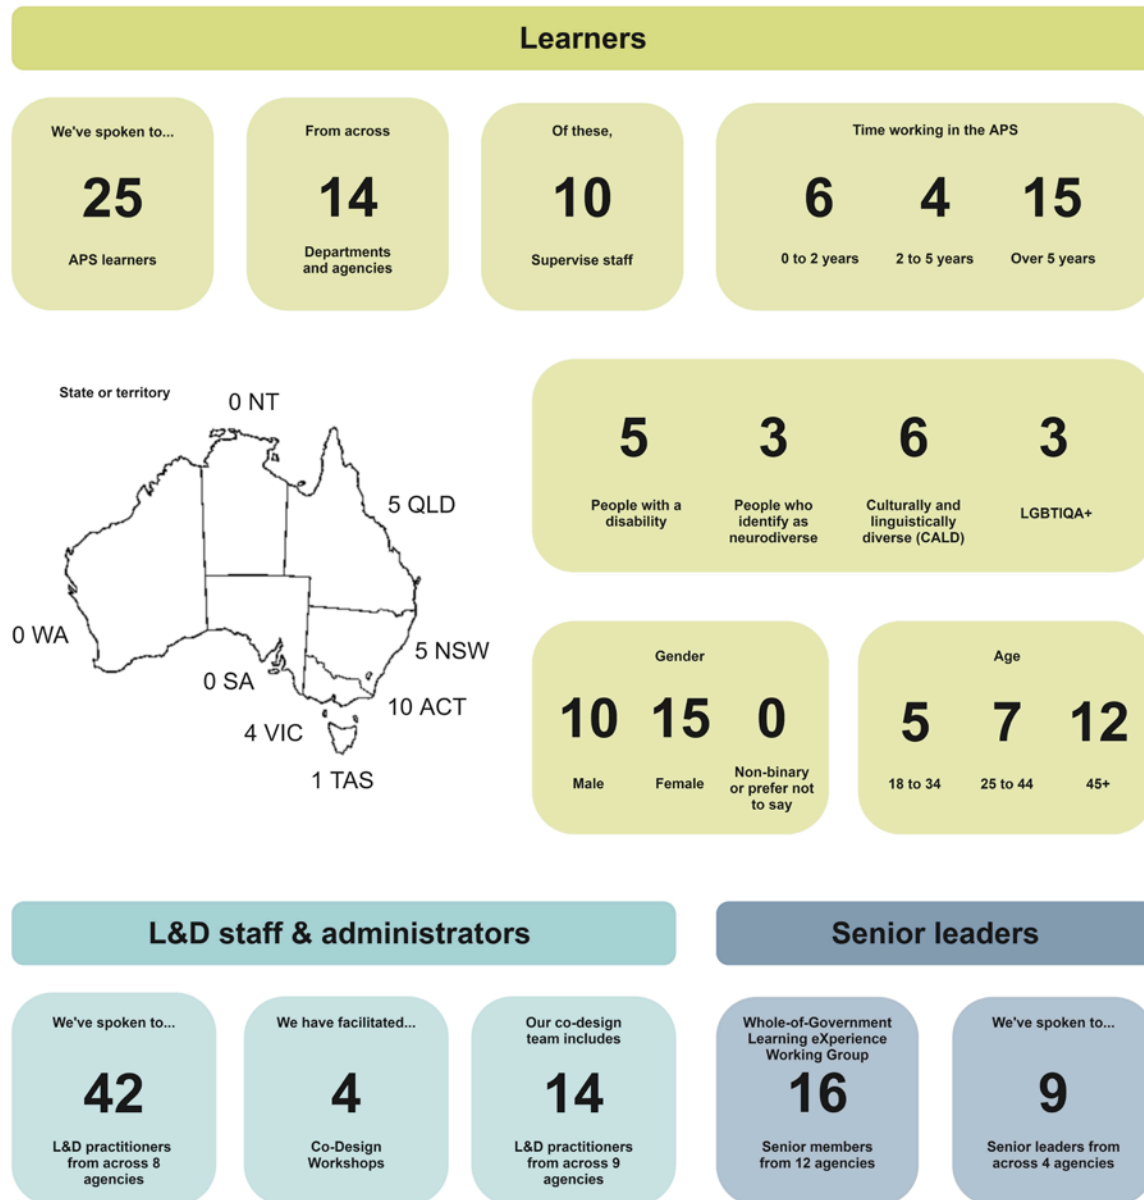 Learners
We've spoken to...
25
APS learners
From across
14
Departments
and agencies
Of these,
10
Supervise staff
Time working in the APS
6
0 to 2 years
4
2 to 5 years
15
Over 5 years
State or territory
0 NT
5 QLD
0 WA
5 NSW
0 SA
10 ACT
4 VIC
1 TAS
5
People with a
disability
3
People who
identify as
neurodiverse
6
Culturally and
linguistically
diverse (CALD)
3
LGBTIQA+
Gender
10
Male
15
Female
0
Non-binary
or prefer not
to say
Age
5
18 to 34
7
25 to 44
12
45+
L&D staff & administrators
We've spoken to...
42
L&D practitioners
from across 8
agencies
We have facilitated...
4
Co-Design
Workshops
Our co-design
team includes
14
L&D practitioners
from across 9
agencies
Senior leaders
Whole-of-Government
Learning eXperience
Working Group
16
Senior members
from 12 agencies
We've spoken to...
9
Senior leaders from
across 4 agencies